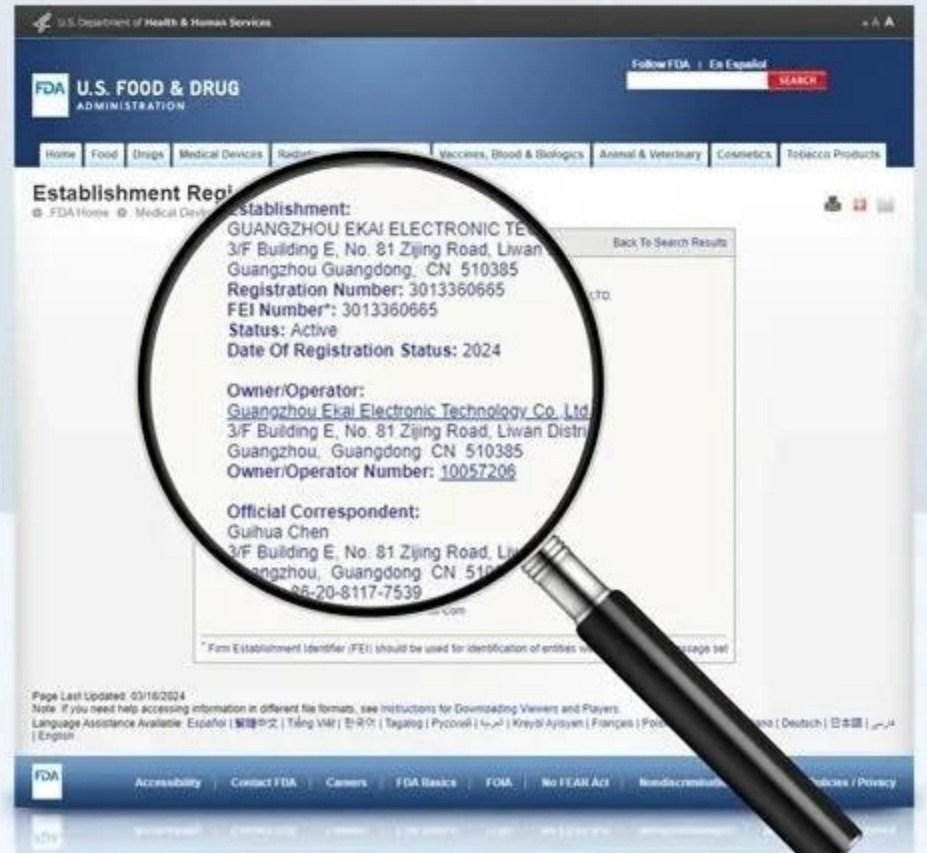 U.S. Department of Health & Human Services
A A
Follow FDA | En Español
FDA U.S. FOOD & DRUG
ADMINISTRATION
SEARCH
Home Food Drugs Medical Devices Vaccines, Blood & Biologics Animal & Veterinary Cosmetics Tobacco Products
Establishment
FDA Home Medical
Back To Search Results
Establishment:
GUANGZHOU EKAI ELECTRONIC
3/F Building E, No. 81 Zijing Road, Liwan
Guangzhou Guangdong, CN 510385
LTD
Registration Number: 3013360665
FEI Number*: 3013360665
Status: Active
Date Of Registration Status: 2024
Owner/Operator:
Guangzhou Ekai Electronic Technology Co.,Ltd
3/F Building E, No. 81 Zijing Road, Liwan
Guangzhou, Guangdong CN 510385
Owner/Operator Number: 10057206
Official Correspondent:
Guihua Chen
3/F Building E, No. 81 Zijing Road,
Guangdong CN
86-20-8117-7539
Com
* Firm Establishment Identifier (FEI) should be used for identification of entities
Page Last Updated: 03/18/2024
Note: If you need help accessing information in different file formats, see Instructions for Downloading Viewers and Players.
Language Assistance Available: Español | 繁體中文 | Tiếng Việt | 한국어 | Tagalog | Русский | العربية | Kreyòl Ayisyen | Français | Deutsch | 日本語 | فارسی
| English
FDA
Accessibility Contact FDA Careers FDA Basics FOIA No FEAR Act Policies / Privacy